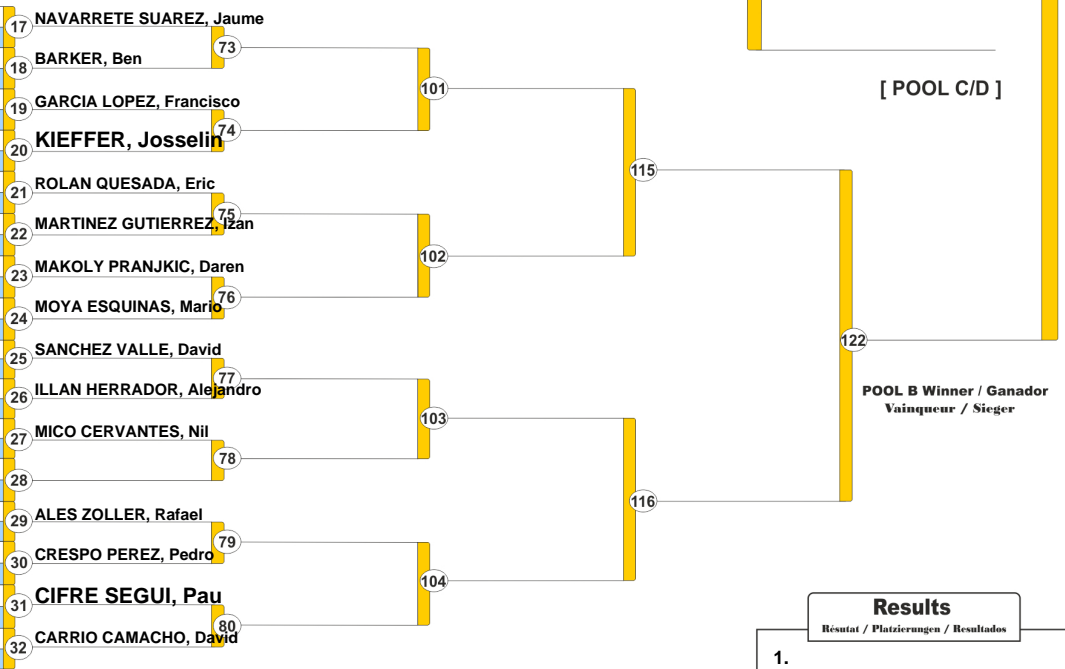 17 NAVARRETE SUAREZ, Jaume
73
18 BARKER, Ben
101
[ POOL C/D ]
19 GARCIA LOPEZ, Francisco
74
20 KIEFFER, Josselin
115
21 ROLAN QUESADA, Eric
75
22 MARTINEZ GUTIERREZ, Izan
102
23 MAKOLY PRANJKIC, Daren
76
24 MOYA ESQUINAS, Mario
122
25 SANCHEZ VALLE, David
77
26 ILLAN HERRADOR, Alejandro
POOL B Winner / Ganador
Vainqueur / Sieger
103
27 MICO CERVANTES, Nil
78
28
116
29 ALES ZOLLER, Rafael
79
30 CRESPO PEREZ, Pedro
104
31 CIFRE SEGUI, Pau
80
32 CARRIO CAMACHO, David
Results
Résutat / Platzierungen / Resultados
1.